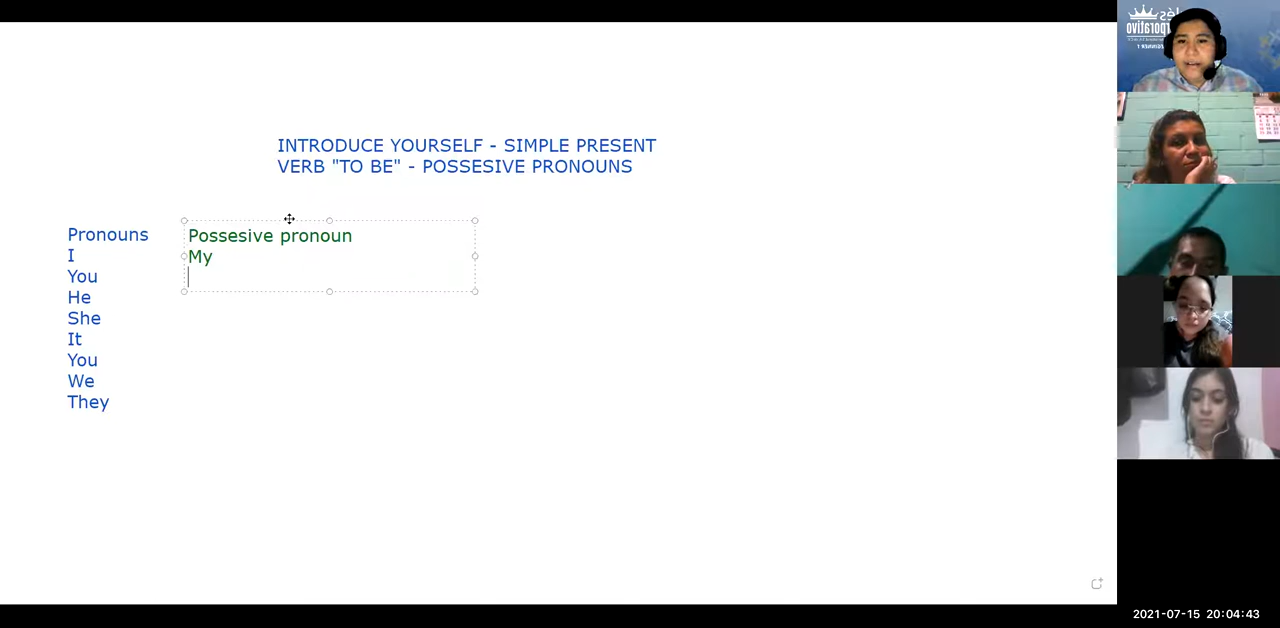 INTRODUCE YOURSELF - SIMPLE PRESENT
VERB "TO BE" - POSSESIVE PRONOUNS
Pronouns
I
You
He
She
It
You
We
They
Possesive pronoun
My
2021-07-15 20:04:43